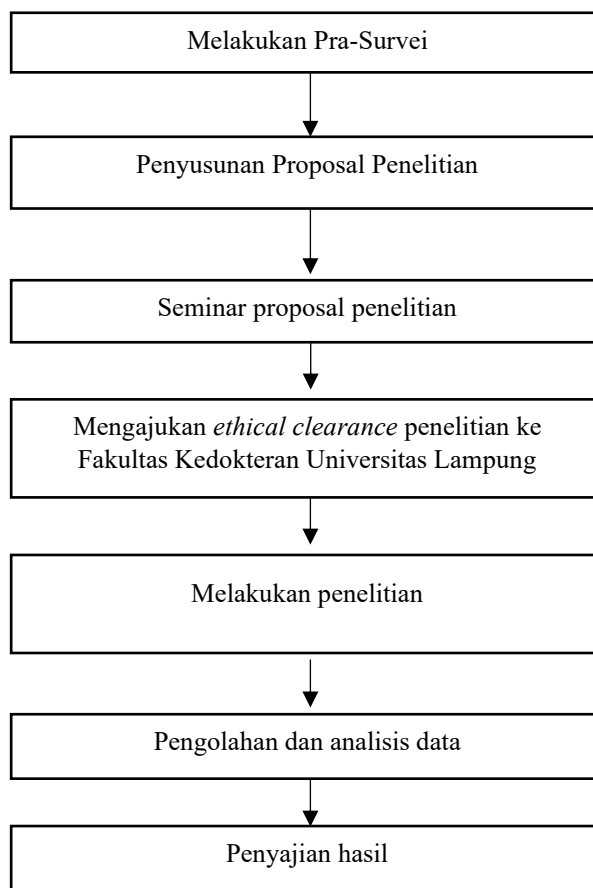 Melakukan Pra-Survei
Penyusunan Proposal Penelitian
Seminar proposal penelitian
Mengajukan ethical clearance penelitian ke
Fakultas Kedokteran Universitas Lampung
Melakukan penelitian
Pengolahan dan analisis data
Penyajian hasil